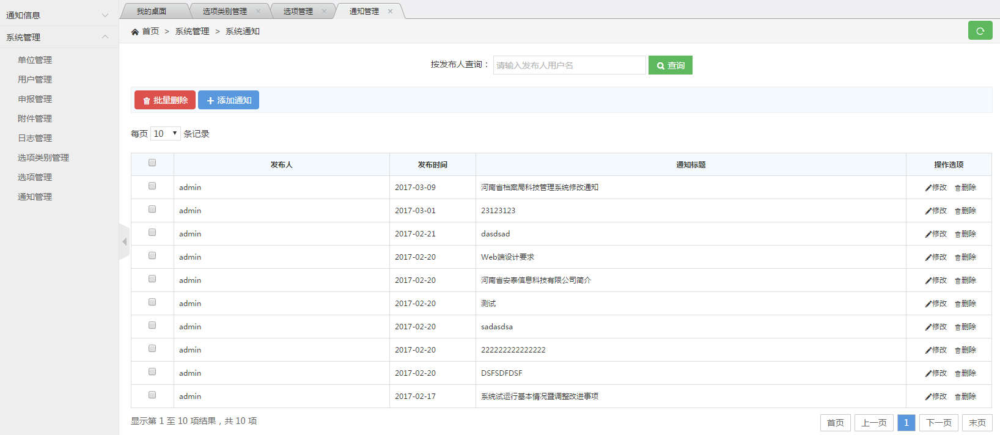 通知信息
系统管理
单位管理
用户管理
申报管理
附件管理
日志管理
选项类别管理
选项管理
通知管理
我的桌面 选项类别管理 × 选项管理 × 通知管理 ×
首页 > 系统管理 > 系统通知
按发布人查询： 请输入发布人用户名 查询
批量删除 添加通知
每页 10 条记录
发布人 发布时间 通知标题 操作选项
admin 2017-03-09 河南省档案局科技管理系统修改通知 修改 删除
admin 2017-03-01 23123123 修改 删除
admin 2017-02-21 dasdsad 修改 删除
admin 2017-02-20 Web端设计要求 修改 删除
admin 2017-02-20 河南省安泰信息科技有限公司简介 修改 删除
admin 2017-02-20 测试 修改 删除
admin 2017-02-20 sadasdsa 修改 删除
admin 2017-02-20 222222222222222 修改 删除
admin 2017-02-20 DSFSDFDSF 修改 删除
admin 2017-02-17 系统试运行基本情况暨调整改进事项 修改 删除
显示第 1 至 10 项结果，共 10 项 首页 上一页 1 下一页 末页